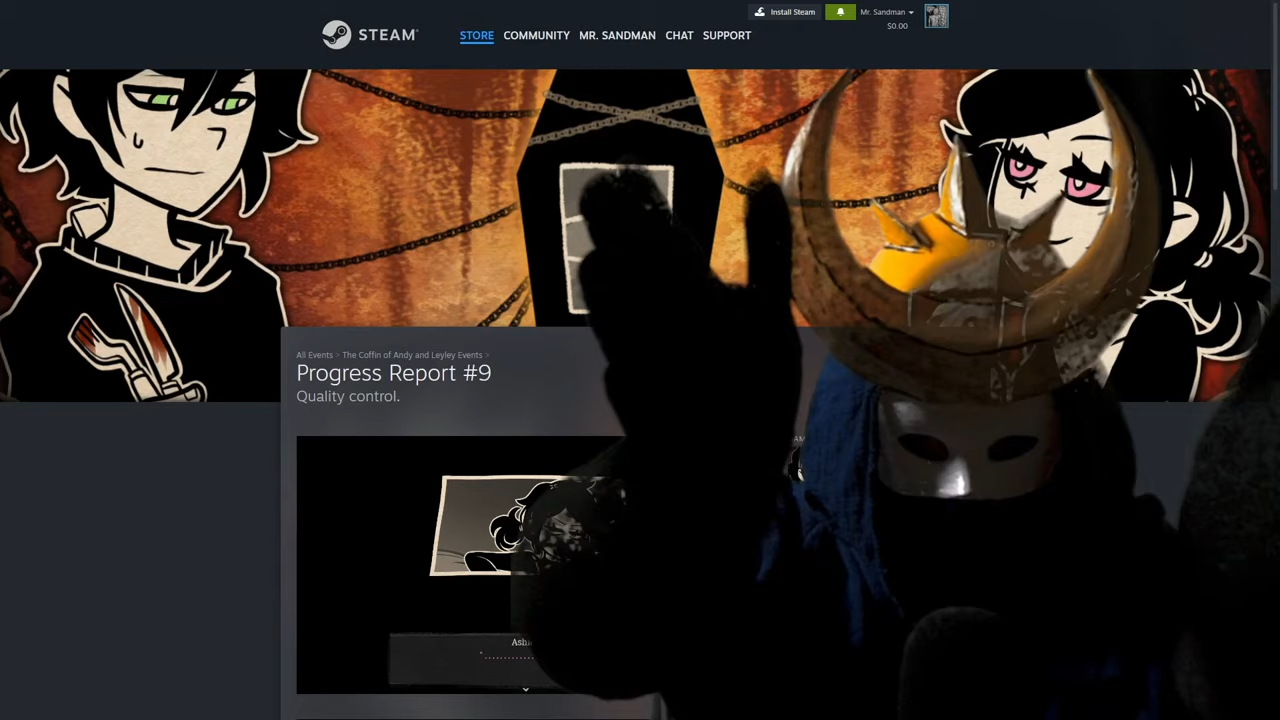 Install Steam
Mr. Sandman
$0.00
STEAM
STORE COMMUNITY MR. SANDMAN CHAT SUPPORT
All Events > The Coffin of Andy and Leyley Events >
Progress Report #9
Quality control.